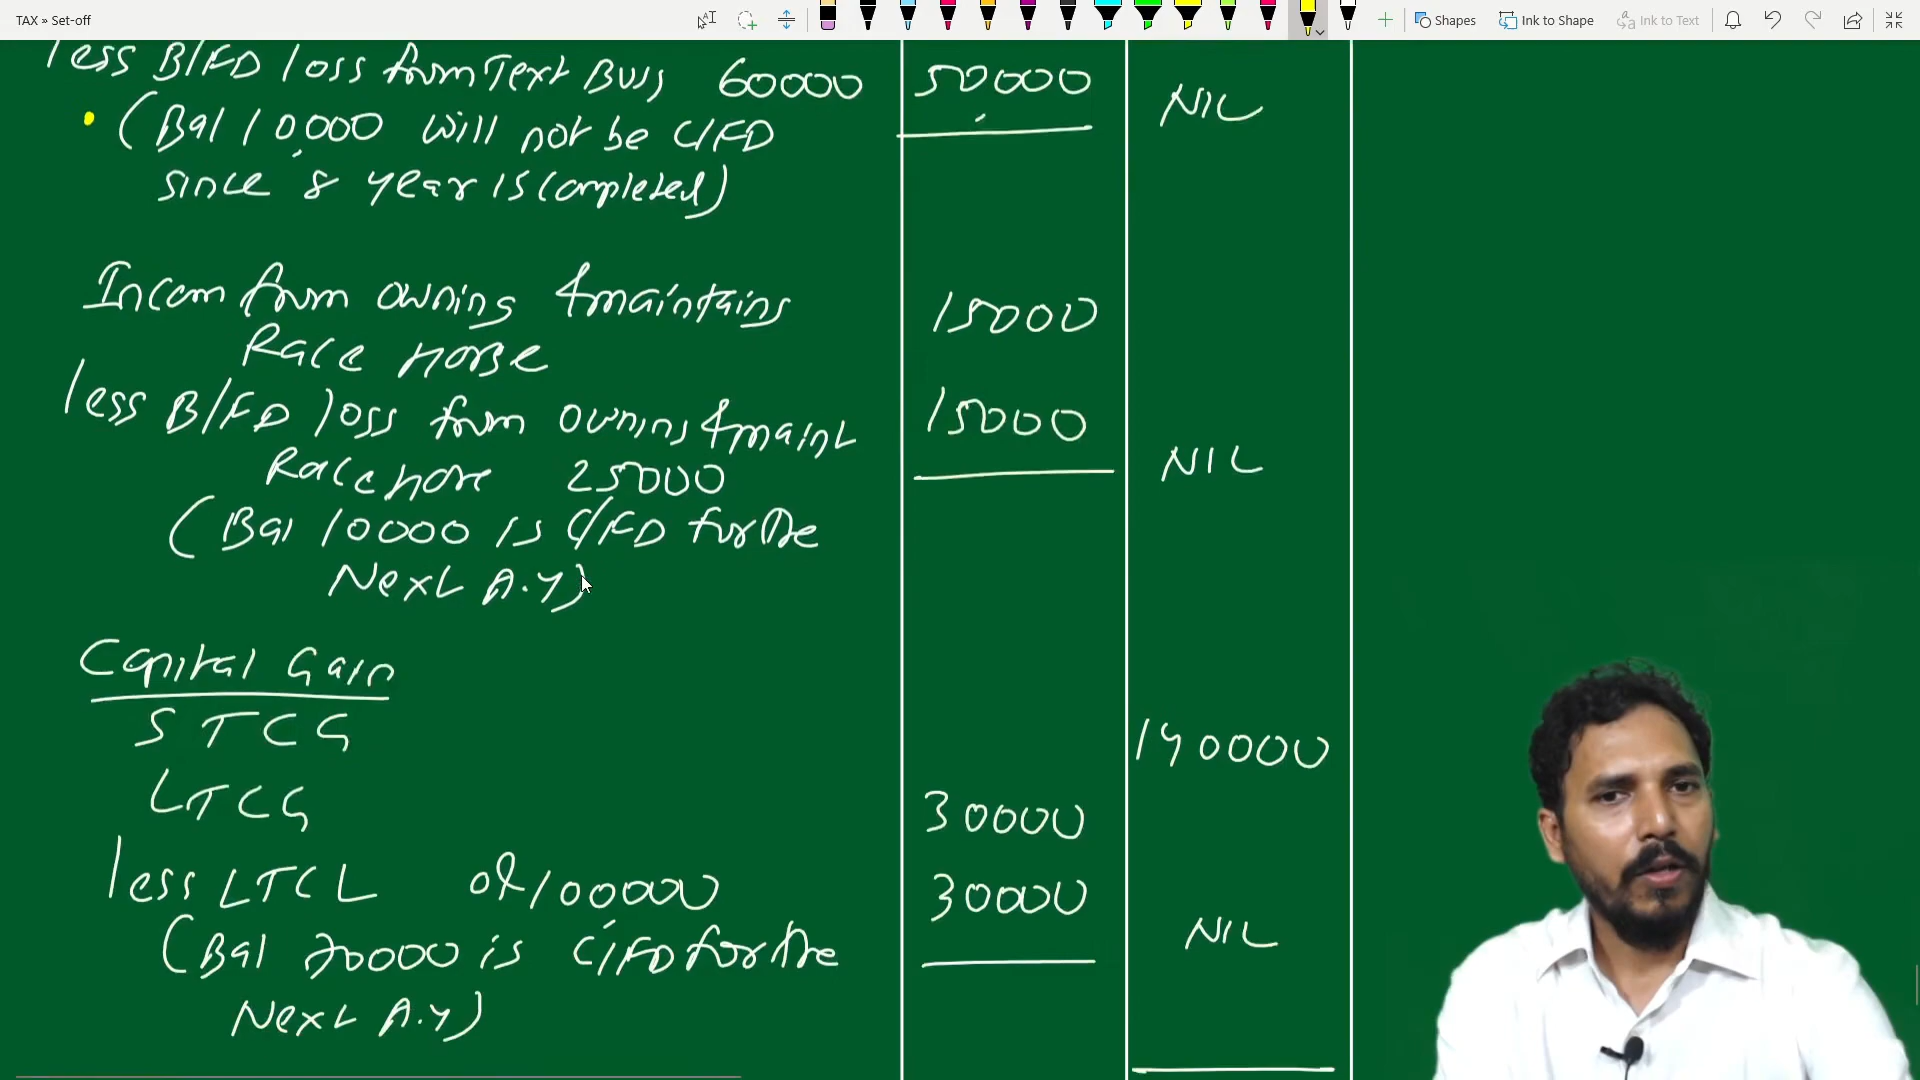 TAX » Set-off
Shapes
Ink to Shape
Ink to Text
less B/FD loss from Text Buss 60000 50000 NIL
(Bal 10,000 will not be C/FD
since 8 year is completed)
Incom from owning & maintains 15000
Race horse
less B/FD loss from owning & maint 15000
Race hore 25000 NIL
(Bal 10000 is C/FD for the
Next A.Y)
Capital Gain
STCG 140000
LTCG 30000
less LTCL of 100000 30000
(Bal 70000 is C/FD for the NIL
Next A.Y)